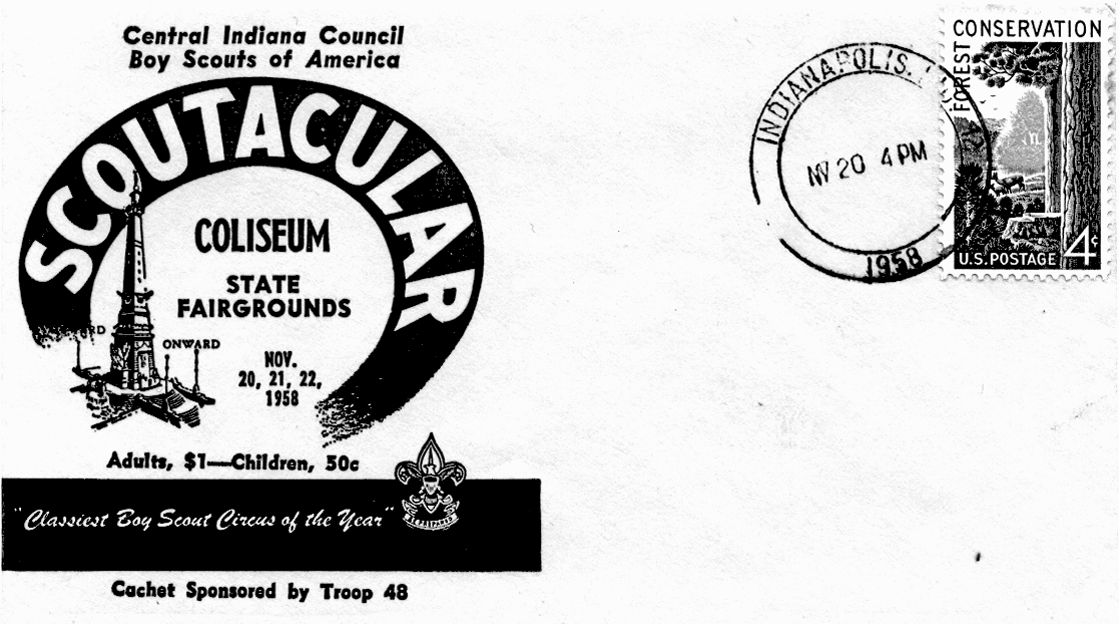 Central Indiana Council
Boy Scouts of America
SCOUTACULAR
COLISEUM
STATE
FAIRGROUNDS
ONWARD
NOV.
20, 21, 22,
1958
Adults, $1—Children, 50c
"Classiest Boy Scout Circus of the Year"
Cachet Sponsored by Troop 48
INDIANAPOLIS,
NV 20 4 PM
1958
FOREST
CONSERVATION
U.S. POSTAGE 4¢